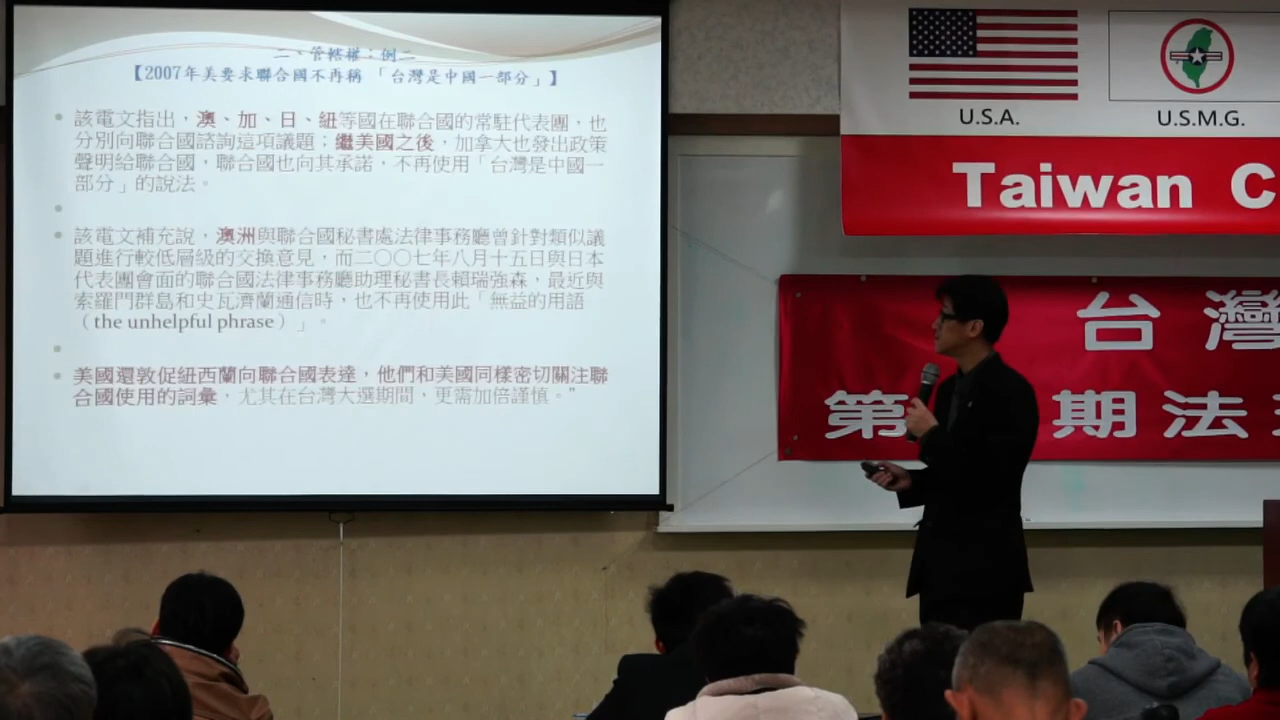 二、管轄權：例二
【2007年美要求聯合國不再稱「台灣是中國一部分」】
• 該電文指出，澳、加、日、紐等國在聯合國的常駐代表團，也
分別向聯合國諮詢這項議題；繼美國之後，加拿大也發出政策
聲明給聯合國，聯合國也向其承諾，不再使用「台灣是中國一
部分」的說法。
•
• 該電文補充說，澳洲與聯合國秘書處法律事務廳曾針對類似議
題進行較低層級的交換意見，而二〇〇七年八月十五日與日本
代表團會面的聯合國法律事務廳助理秘書長賴瑞強森，最近與
索羅門群島和史瓦濟蘭通信時，也不再使用此「無益的用語
（the unhelpful phrase）」。
•
• 美國還敦促紐西蘭向聯合國表達，他們和美國同樣密切關注聯
合國使用的詞彙，尤其在台灣大選期間，更需加倍謹慎。”
U.S.A.
U.S.M.G.
Taiwan C
台灣
第 期法